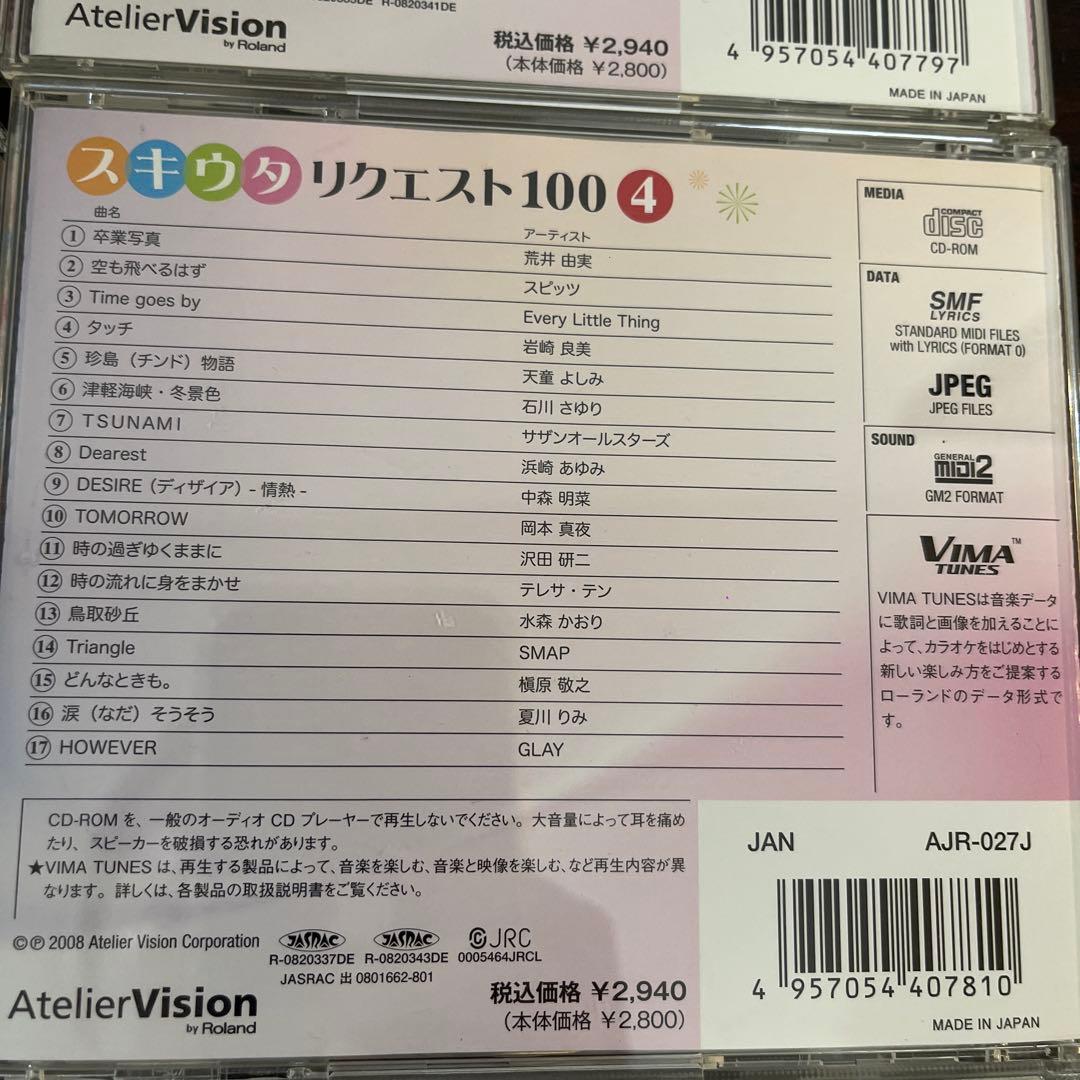 R-0820341DE
AtelierVision
by Roland
税込価格 ¥2,940
(本体価格 ¥2,800)
4 957054 407797
MADE IN JAPAN
スキウタ リクエスト100 4
曲名 アーティスト
① 卒業写真 荒井 由実
② 空も飛べるはず スピッツ
③ Time goes by Every Little Thing
④ タッチ 岩崎 良美
⑤ 珍島（チンド）物語 天童 よしみ
⑥ 津軽海峡・冬景色 石川 さゆり
⑦ TSUNAMI サザンオールスターズ
⑧ Dearest 浜崎 あゆみ
⑨ DESIRE（ディザイア）- 情熱 - 中森 明菜
⑩ TOMORROW 岡本 真夜
⑪ 時の過ぎゆくままに 沢田 研二
⑫ 時の流れに身をまかせ テレサ・テン
⑬ 鳥取砂丘 水森 かおり
⑭ Triangle SMAP
⑮ どんなときも。 槇原 敬之
⑯ 涙（なだ）そうそう 夏川 りみ
⑰ HOWEVER GLAY
MEDIA
COMPACT
disc
CD-ROM
DATA
SMF
LYRICS
STANDARD MIDI FILES
with LYRICS (FORMAT 0)
JPEG
JPEG FILES
SOUND
GENERAL
MIDI2
GM2 FORMAT
VIMA™
TUNES
VIMA TUNESは音楽データ
に歌詞と画像を加えることに
よって、カラオケをはじめとする
新しい楽しみ方をご提案する
ローランドのデータ形式で
す。
CD-ROM を、一般のオーディオ CD プレーヤーで再生しないでください。大音量によって耳を痛め
たり、スピーカーを破損する恐れがあります。
★VIMA TUNES は、再生する製品によって、音楽を楽しむ、音楽と映像を楽しむ、など再生内容が異
なります。詳しくは、各製品の取扱説明書をご覧ください。
©℗ 2008 Atelier Vision Corporation
JASRAC JASRAC JRC
R-0820337DE R-0820343DE 0005464JRCL
JASRAC 出 0801662-801
AtelierVision
by Roland
税込価格 ¥2,940
(本体価格 ¥2,800)
JAN AJR-027J
4 957054 407810
MADE IN JAPAN